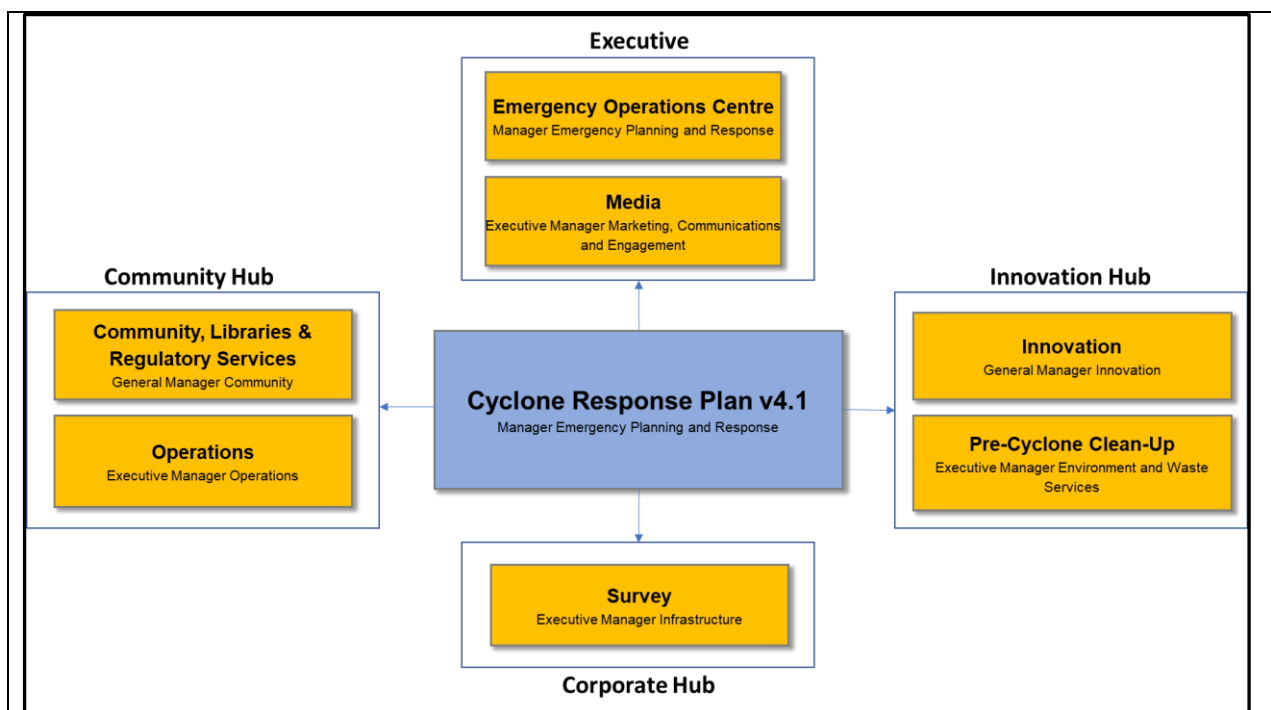 Executive
Emergency Operations Centre
Manager Emergency Planning and Response
Media
Executive Manager Marketing, Communications
and Engagement
Community Hub
Community, Libraries &
Regulatory Services
General Manager Community
Operations
Executive Manager Operations
Cyclone Response Plan v4.1
Manager Emergency Planning and Response
Innovation Hub
Innovation
General Manager Innovation
Pre-Cyclone Clean-Up
Executive Manager Environment and Waste
Services
Survey
Executive Manager Infrastructure
Corporate Hub